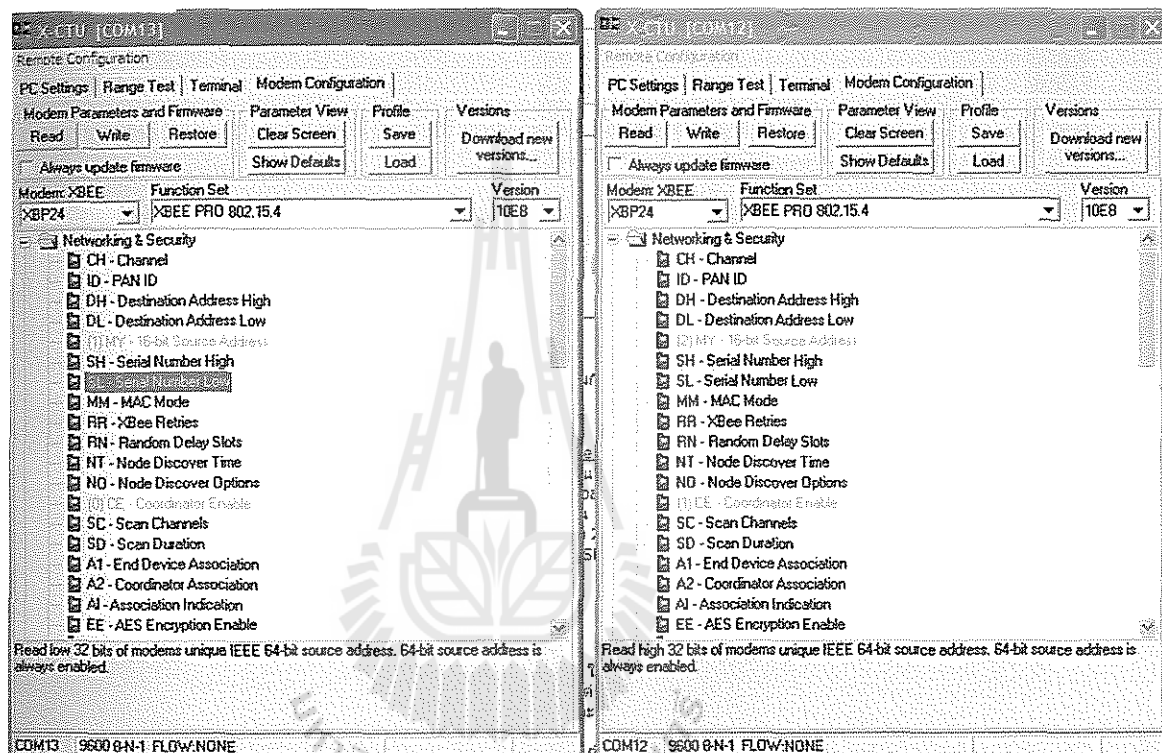 X-CTU [COM13]
Remote Configuration
PC Settings Range Test Terminal Modem Configuration
Modem Parameters and Firmware Parameter View Profile Versions
Read Write Restore Clear Screen Save Download new versions...
Always update firmware Show Defaults Load
Modem: XBEE Function Set Version
XBP24 XBEE PRO 802.15.4 10E8
Networking & Security
CH - Channel
ID - PAN ID
DH - Destination Address High
DL - Destination Address Low
(1) MY - 16-bit Source Address
SH - Serial Number High
SL - Serial Number Low
MM - MAC Mode
RR - XBee Retries
RN - Random Delay Slots
NT - Node Discover Time
NO - Node Discover Options
(0) CE - Coordinator Enable
SC - Scan Channels
SD - Scan Duration
A1 - End Device Association
A2 - Coordinator Association
AI - Association Indication
EE - AES Encryption Enable
Read low 32 bits of modems unique IEEE 64-bit source address. 64-bit source address is
always enabled.
COM13 9600 8-N-1 FLOW:NONE
X-CTU [COM12]
Remote Configuration
PC Settings Range Test Terminal Modem Configuration
Modem Parameters and Firmware Parameter View Profile Versions
Read Write Restore Clear Screen Save Download new versions...
Always update firmware Show Defaults Load
Modem: XBEE Function Set Version
XBP24 XBEE PRO 802.15.4 10E8
Networking & Security
CH - Channel
ID - PAN ID
DH - Destination Address High
DL - Destination Address Low
(2) MY - 16-bit Source Address
SH - Serial Number High
SL - Serial Number Low
MM - MAC Mode
RR - XBee Retries
RN - Random Delay Slots
NT - Node Discover Time
NO - Node Discover Options
(1) CE - Coordinator Enable
SC - Scan Channels
SD - Scan Duration
A1 - End Device Association
A2 - Coordinator Association
AI - Association Indication
EE - AES Encryption Enable
Read high 32 bits of modems unique IEEE 64-bit source address. 64-bit source address is
always enabled.
COM12 9600 8-N-1 FLOW:NONE